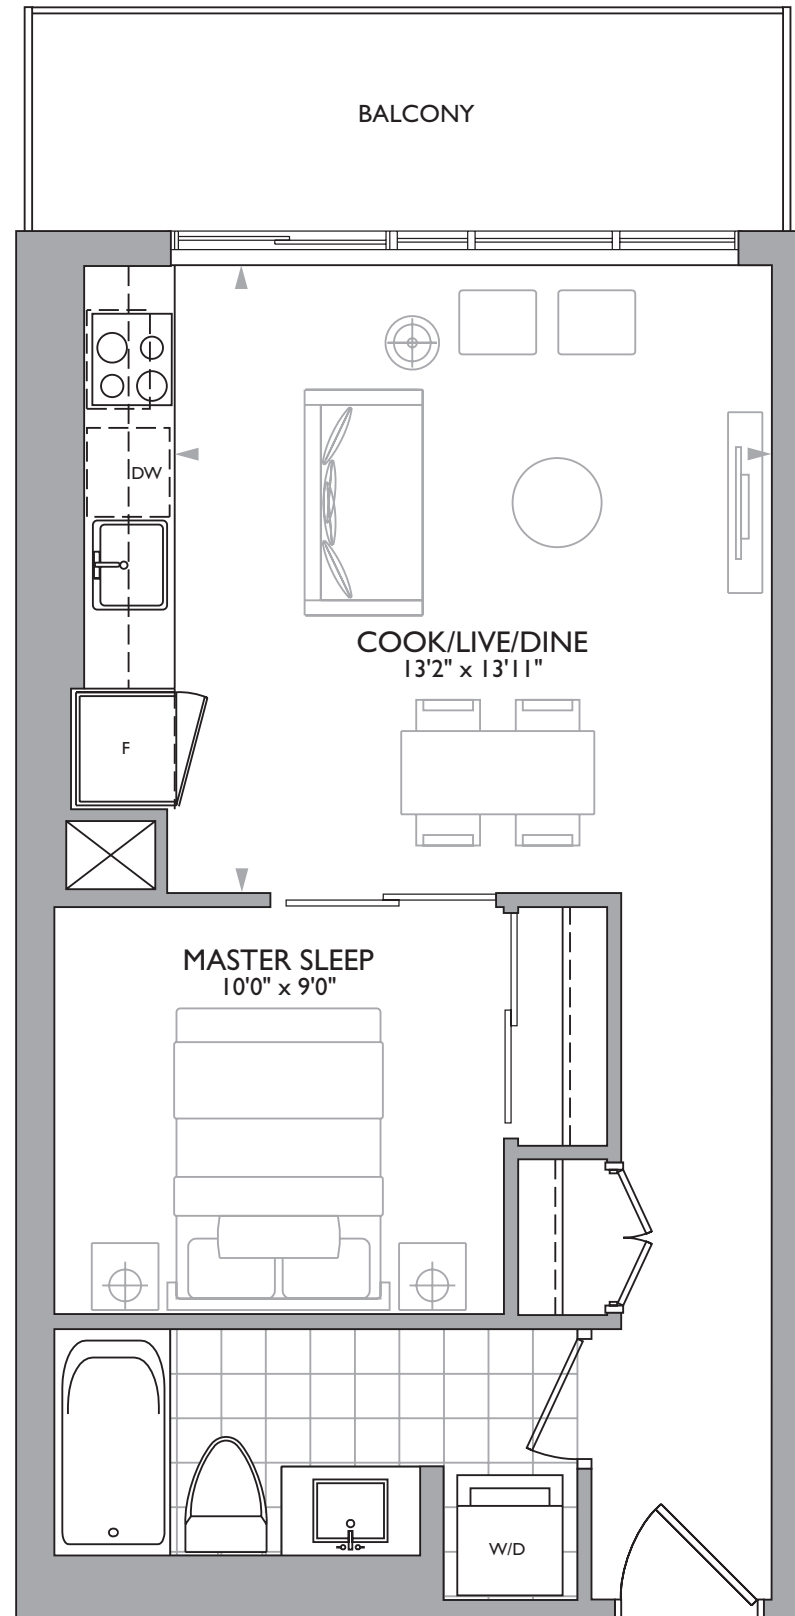 BALCONY
DW
COOK/LIVE/DINE
13'2" x 13'11"
F
MASTER SLEEP
10'0" x 9'0"
W/D